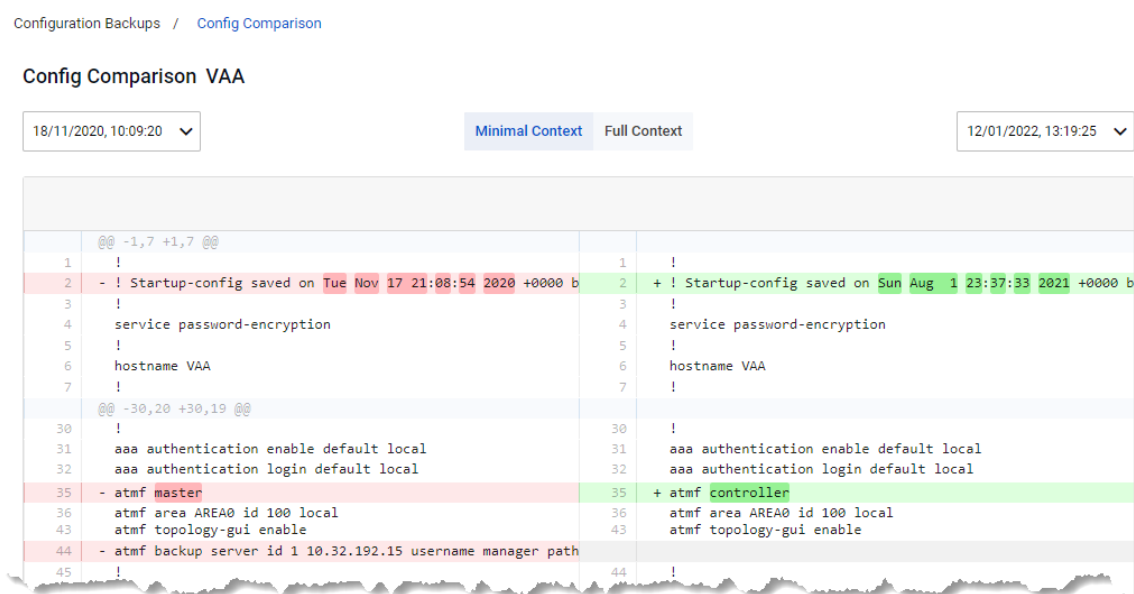 Configuration Backups / Config Comparison
Config Comparison VAA
18/11/2020, 10:09:20
Minimal Context Full Context
12/01/2022, 13:19:25
@@ -1,7 +1,7 @@
1 ! 1 !
2 - ! Startup-config saved on Tue Nov 17 21:08:54 2020 +0000 b 2 + ! Startup-config saved on Sun Aug  1 23:37:33 2021 +0000 b
3 ! 3 !
4 service password-encryption 4 service password-encryption
5 ! 5 !
6 hostname VAA 6 hostname VAA
7 ! 7 !
@@ -30,20 +30,19 @@
30 ! 30 !
31 aaa authentication enable default local 31 aaa authentication enable default local
32 aaa authentication login default local 32 aaa authentication login default local
35 - atmf master 35 + atmf controller
36 atmf area AREA0 id 100 local 36 atmf area AREA0 id 100 local
43 atmf topology-gui enable 43 atmf topology-gui enable
44 - atmf backup server id 1 10.32.192.15 username manager path
45 ! 44 !